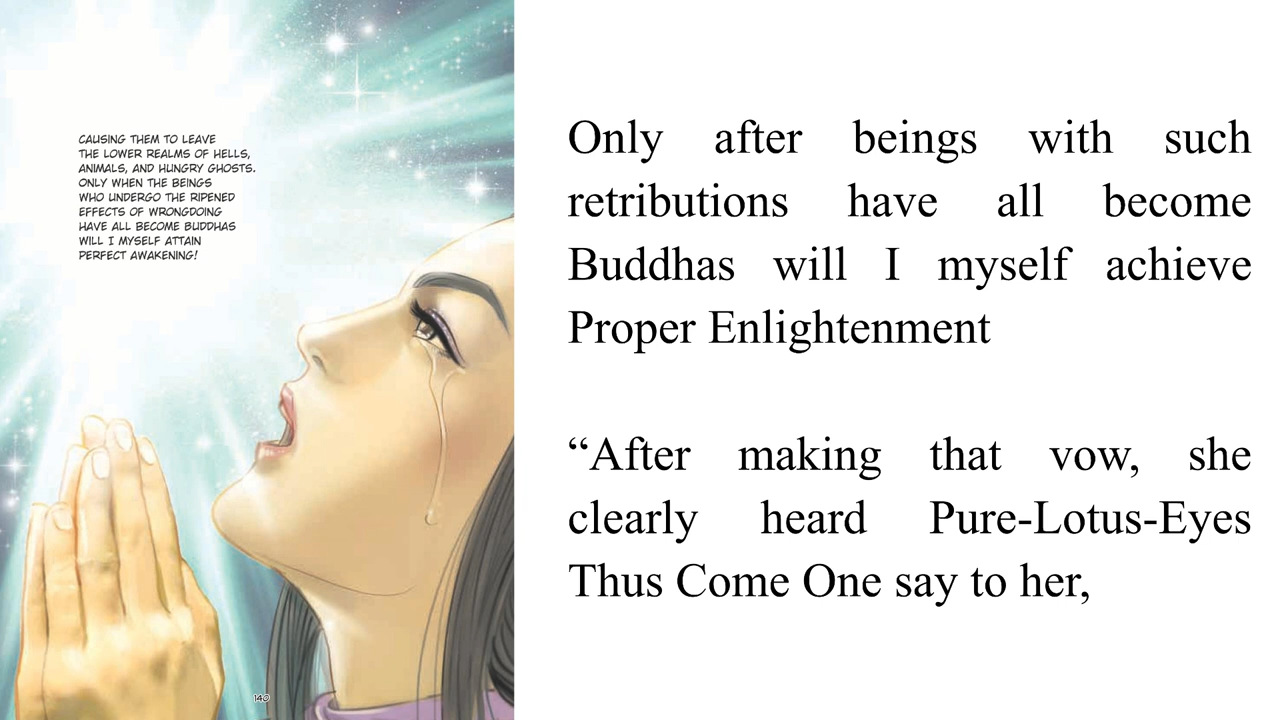 CAUSING THEM TO LEAVE
THE LOWER REALMS OF HELLS,
ANIMALS, AND HUNGRY GHOSTS.
ONLY WHEN THE BEINGS
WHO UNDERGO THE RIPENED
EFFECTS OF WRONGDOING
HAVE ALL BECOME BUDDHAS
WILL I MYSELF ATTAIN
PERFECT AWAKENING!
140
Only after beings with such
retributions have all become
Buddhas will I myself achieve
Proper Enlightenment
“After making that vow, she
clearly heard Pure-Lotus-Eyes
Thus Come One say to her,